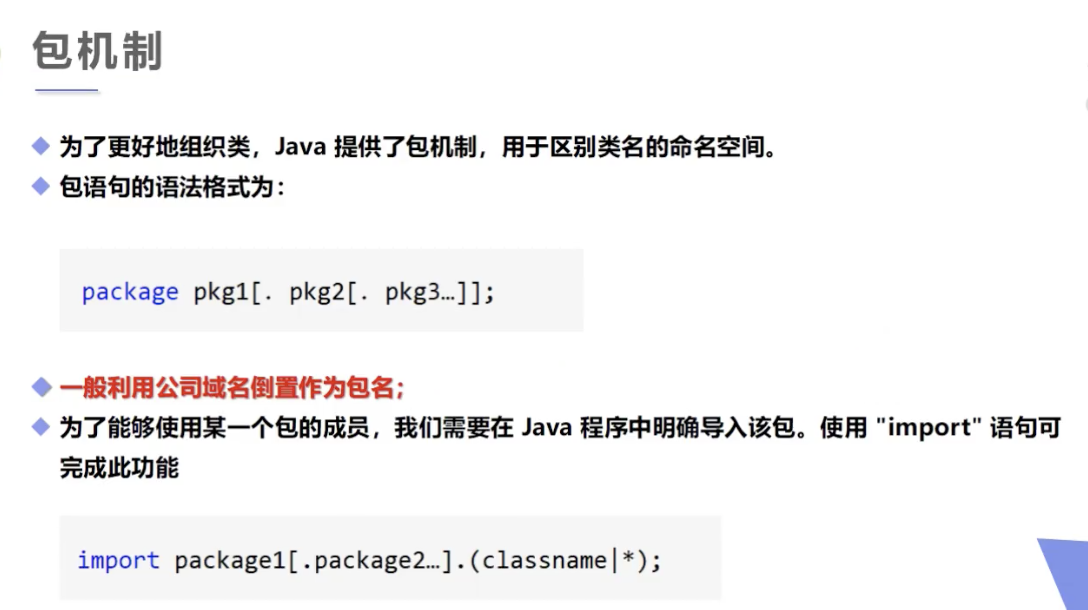 包机制
为了更好地组织类，Java 提供了包机制，用于区别类名的命名空间。
包语句的语法格式为：
package pkg1[. pkg2[. pkg3…]];
一般利用公司域名倒置作为包名；
为了能够使用某一个包的成员，我们需要在 Java 程序中明确导入该包。使用 "import" 语句可
完成此功能
import package1[.package2…].(classname|*);